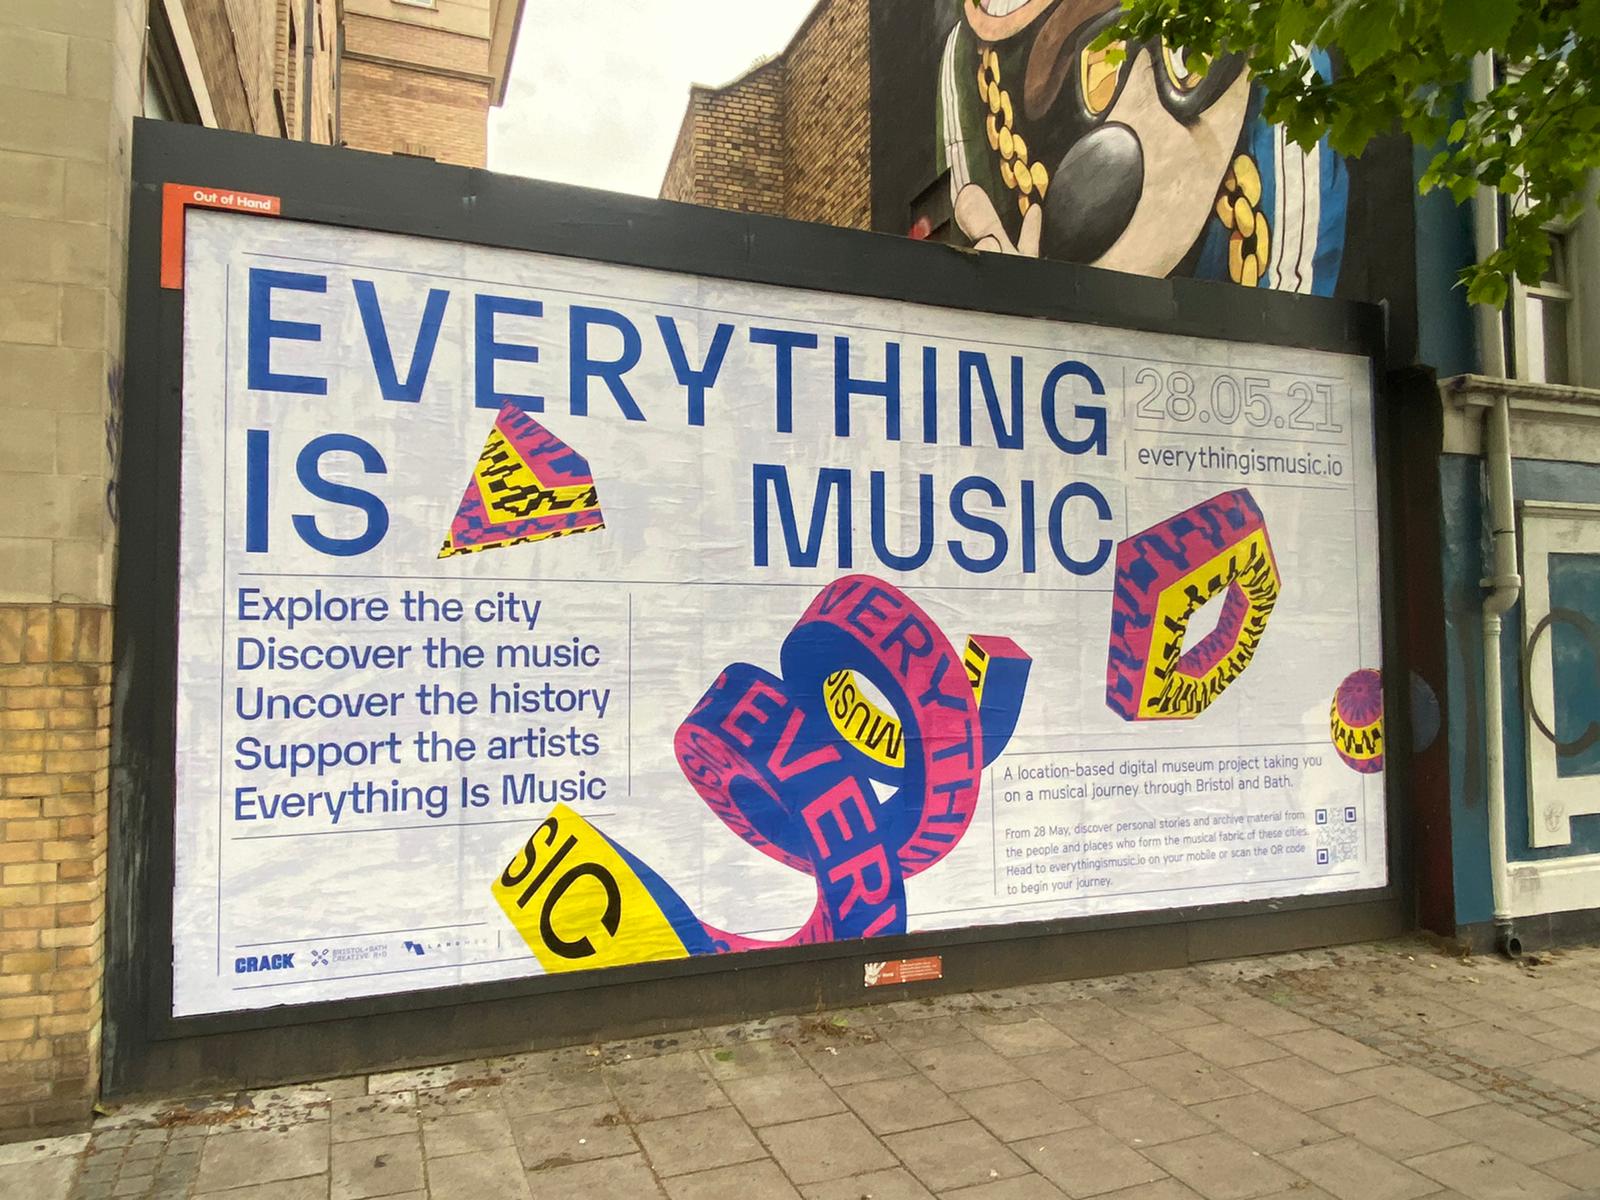 Out of Hand
EVERYTHING
IS MUSIC
28.05.21
everythingismusic.io
Explore the city
Discover the music
Uncover the history
Support the artists
Everything Is Music
EVERYTHIN
MUSIC
EVERY
SIC
A location-based digital museum project taking you
on a musical journey through Bristol and Bath.
From 28 May, discover personal stories and archive material from
the people and places who form the musical fabric of these cities.
Head to everythingismusic.io on your mobile or scan the QR code
to begin your journey.
CRACK
BRISTOL+BATH
CREATIVE R+D